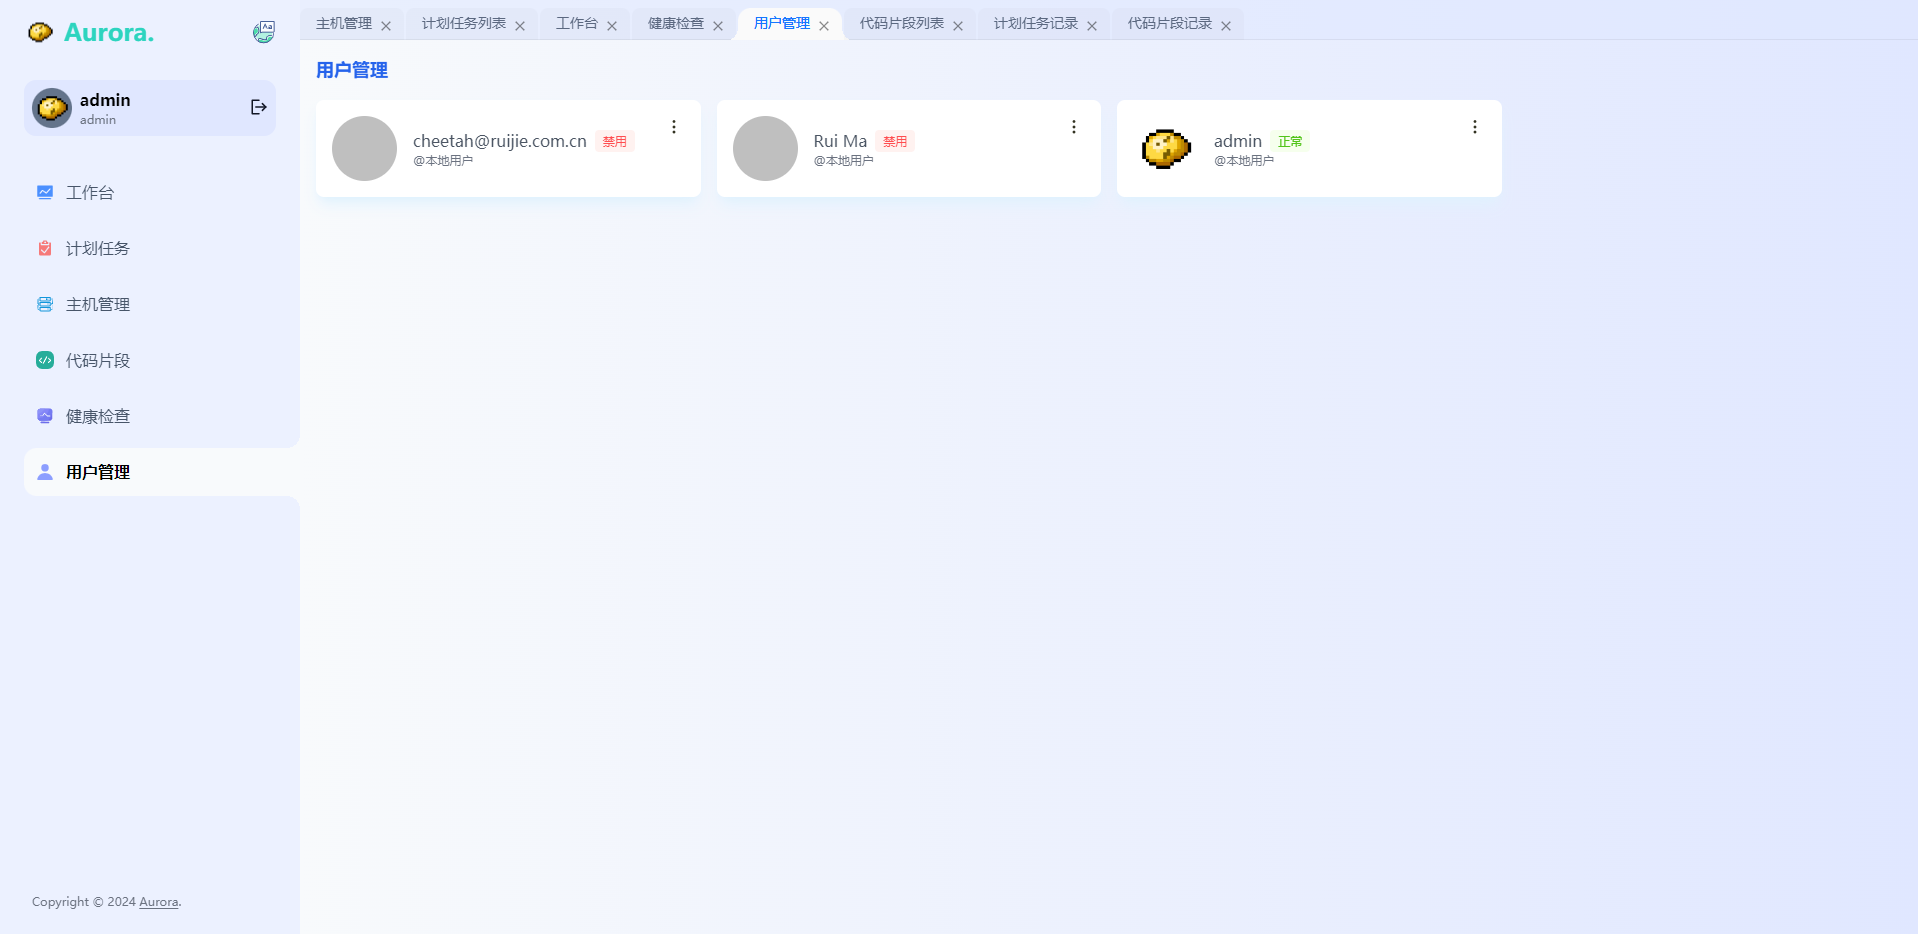 Aurora.
admin
admin
工作台
计划任务
主机管理
代码片段
健康检查
用户管理
Copyright © 2024 Aurora.
主机管理
计划任务列表
工作台
健康检查
用户管理
代码片段列表
计划任务记录
代码片段记录
用户管理
cheetah@ruijie.com.cn 禁用
@本地用户
Rui Ma 禁用
@本地用户
admin 正常
@本地用户